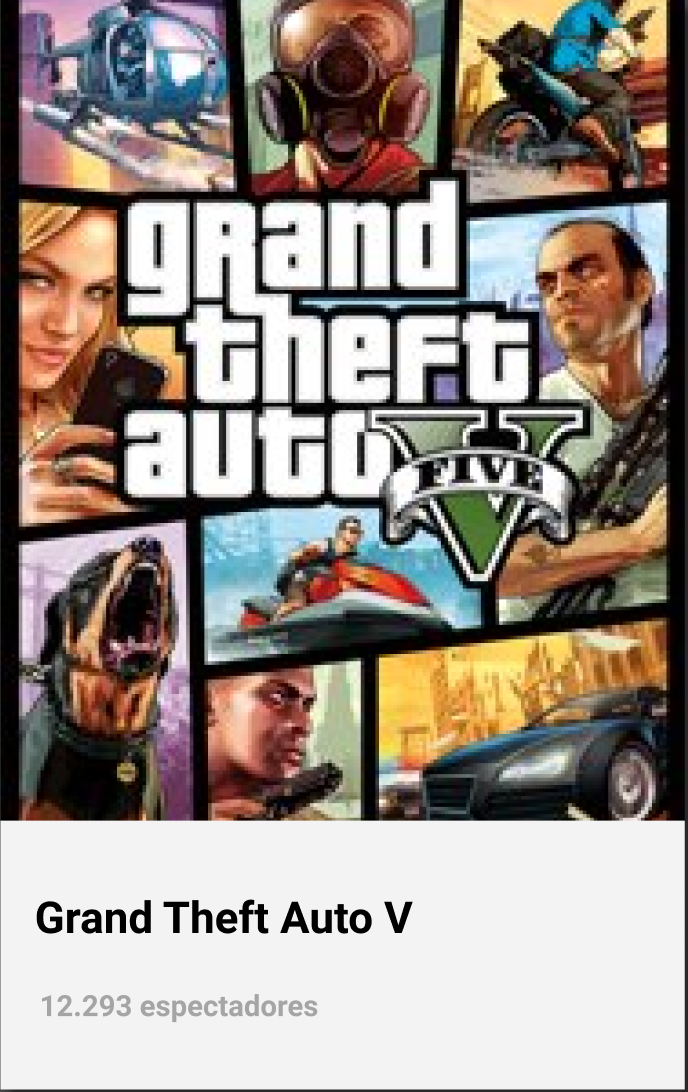 grand
theft
auto V
FIVE
Grand Theft Auto V
12.293 espectadores